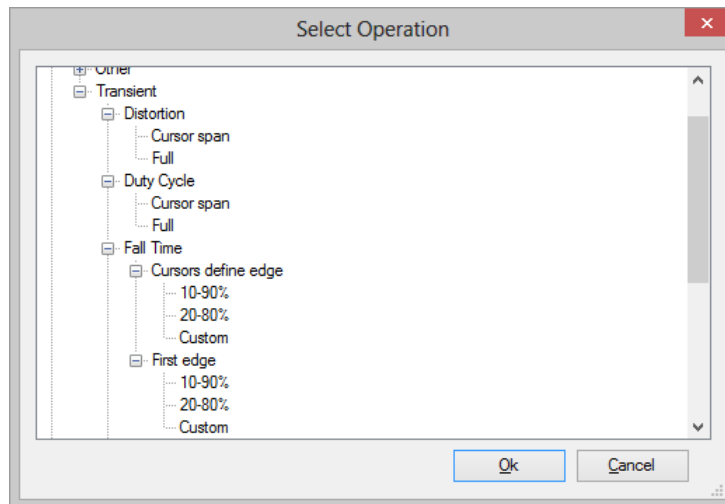 Select Operation
Other
Transient
Distortion
Cursor span
Full
Duty Cycle
Cursor span
Full
Fall Time
Cursors define edge
10-90%
20-80%
Custom
First edge
10-90%
20-80%
Custom
Ok
Cancel